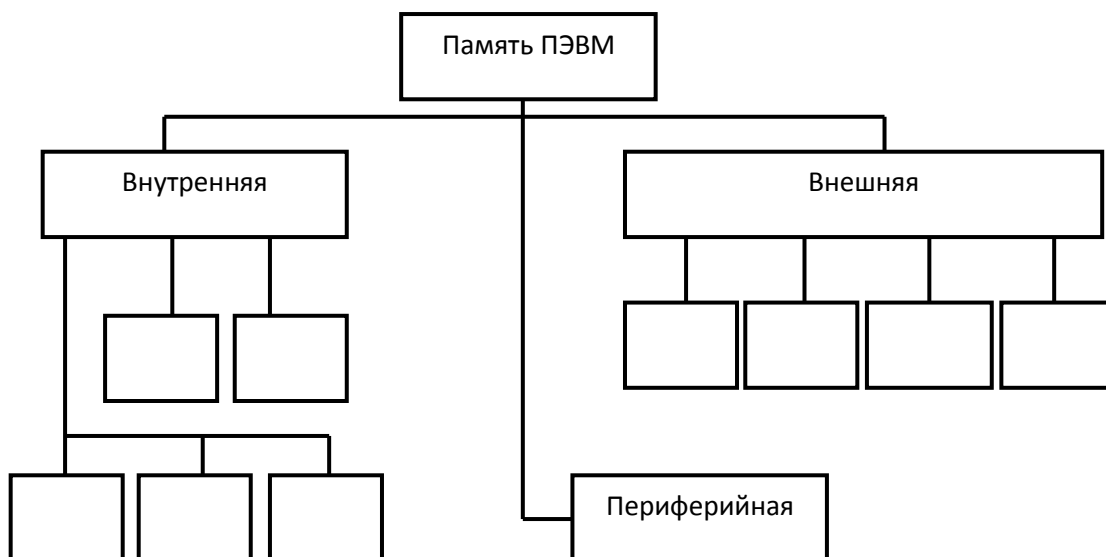 Память ПЭВМ
Внутренняя
Внешняя
Периферийная